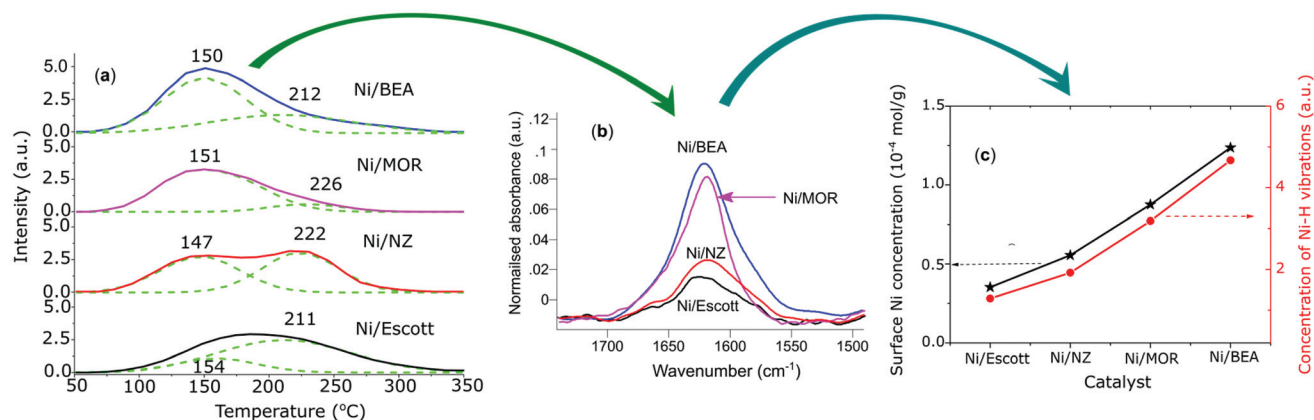 (a)
150
212
Ni/BEA
5.0
2.5
0.0
151
226
Ni/MOR
5.0
2.5
0.0
147
222
Ni/NZ
5.0
2.5
0.0
211
154
Ni/Escott
5.0
2.5
0.0
50 100 150 200 250 300 350
Temperature (°C)
Intensity (a.u.)
(b)
.12
.1
0.08
0.06
0.04
.02
0
Ni/BEA
Ni/MOR
Ni/NZ
Ni/Escott
1700 1650 1600 1550 1500
Wavenumber (cm⁻¹)
Normalised absorbance (a.u.)
(c)
1.5
1.0
0.5
0.0
6
4
2
Ni/Escott Ni/NZ Ni/MOR Ni/BEA
Catalyst
Surface Ni concentration (10⁻⁴ mol/g)
Concentration of Ni-H vibrations (a.u.)